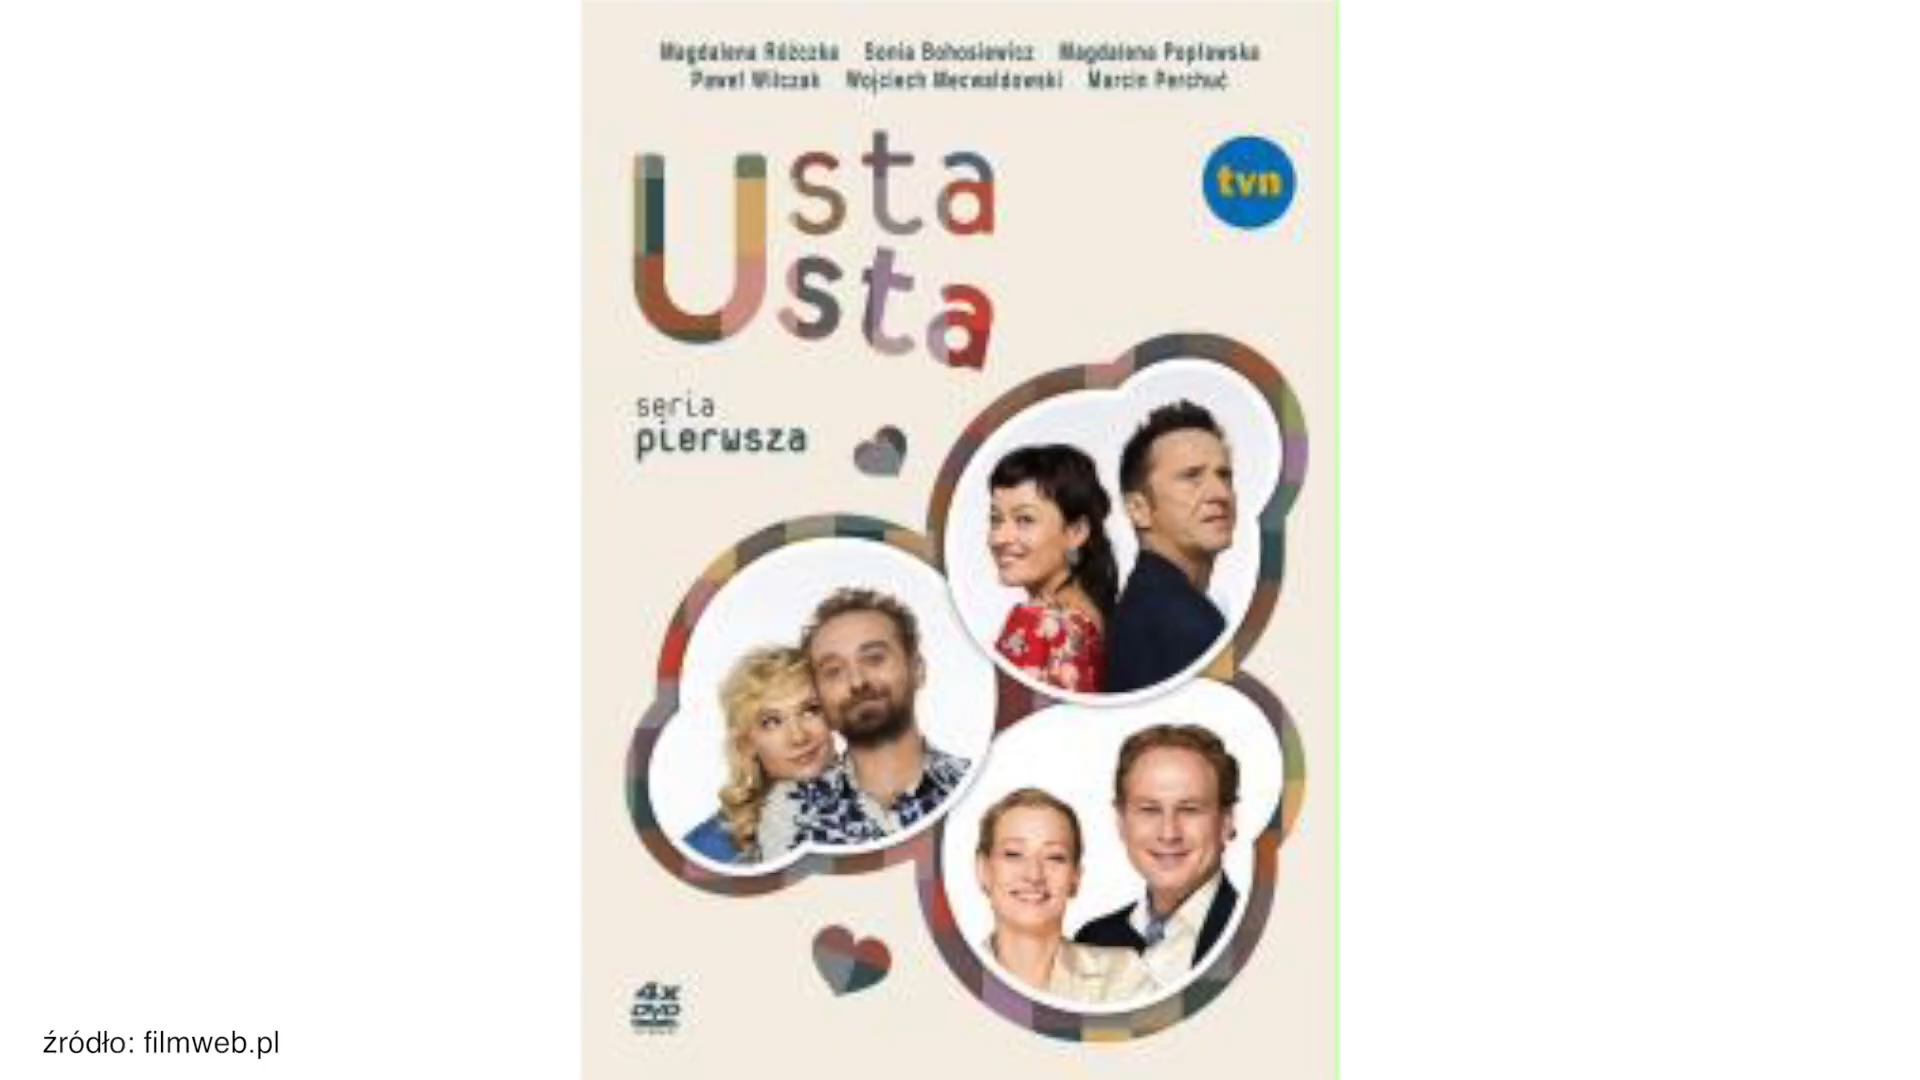 Magdalena Różczka Sonia Bohosiewicz Magdalena Popławska
Paweł Wilczak Wojciech Mecwaldowski Marcin Perchuć
Usta
Usta
tvn
seria
pierwsza
4x
DVD
źródło: filmweb.pl